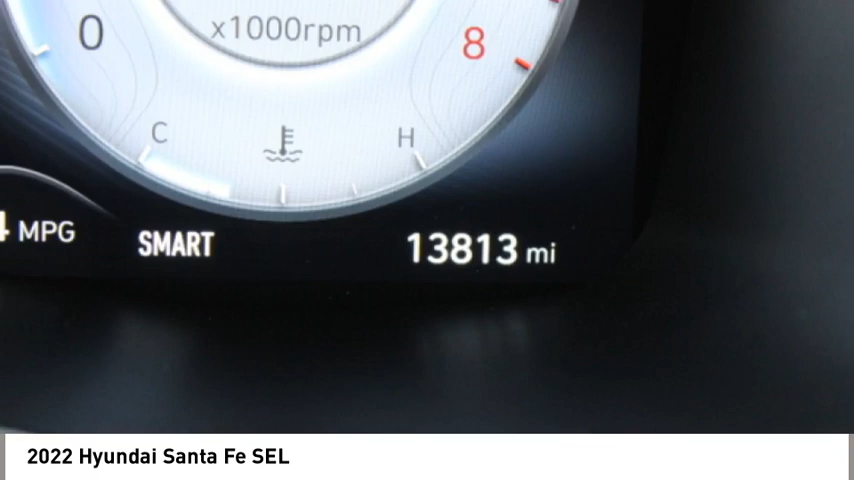 0
x1000rpm
8
C
H
MPG
SMART
13813 mi
2022 Hyundai Santa Fe SEL